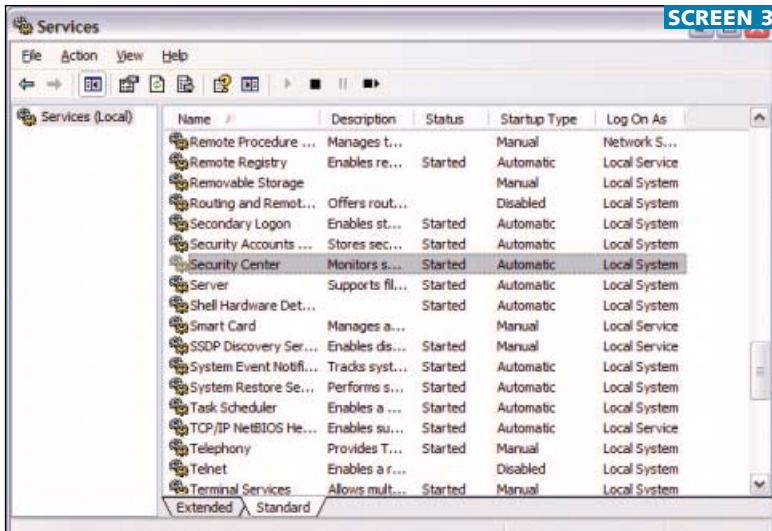 SCREEN 3
Services
File Action View Help
Services (Local)
Name Description Status Startup Type Log On As
Remote Procedure ... Manages t... Manual Network S...
Remote Registry Enables re... Started Automatic Local Service
Removable Storage Manual Local System
Routing and Remot... Offers rout... Disabled Local System
Secondary Logon Enables st... Started Automatic Local System
Security Accounts ... Stores sec... Started Automatic Local System
Security Center Monitors s... Started Automatic Local System
Server Supports fil... Started Automatic Local System
Shell Hardware Det... Started Automatic Local System
Smart Card Manages a... Manual Local Service
SSDP Discovery Ser... Enables dis... Started Manual Local Service
System Event Notifi... Tracks syst... Started Automatic Local System
System Restore Se... Performs s... Started Automatic Local System
Task Scheduler Enables a ... Started Automatic Local System
TCP/IP NetBIOS He... Enables su... Started Automatic Local Service
Telephony Provides T... Started Manual Local System
Telnet Enables a r... Disabled Local System
Terminal Services Allows mult... Started Manual Local System
Extended Standard